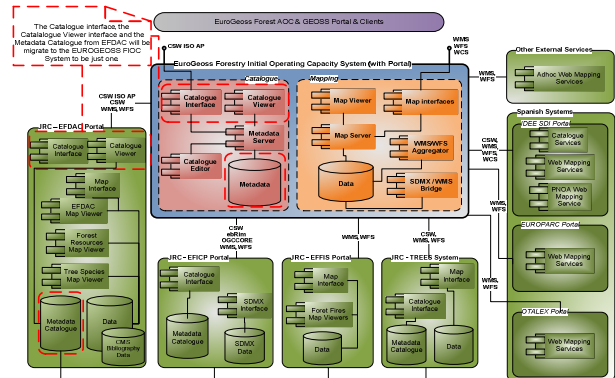 EuroGeoss Forest AOC & GEOSS Portal & Clients
The Catalogue interface, the
Catalalogue Viewer interface and the
Metadata Catalogue from EFDAC will be
migrate to the EUROGEOSS FIOC
System to be just one
CSW ISO AP
WMS
WFS
WCS
EuroGeoss Forestry Initial Operating Capacity System (with Portal)
Catalogue
Mapping
Catalogue
Interface
Catalogue
Viewer
Metadata
Server
Catalogue
Editor
Metadata
Map Viewer
Map interfaces
Map Server
WMS/WFS
Aggregator
Data
SDMX / WMS
Bridge
CSW ISO AP
CSW
WMS, WFS
WMS,
WFS
Other External Services
Adhoc Web Mapping
Services
Spanish Systems
IDEE SDI Portal
Catalogue
Services
Web Mapping
Services
PNOA Web
Mapping
Service
CSW,
WMS,
WFS,
WCS
EUROPARC Portal
Web Mapping
Services
WMS,
WFS
WMS,
WFS
OTALEX Portal
Web Mapping
Services
JRC – EFDAC Portal
Catalogue
Interface
Catalogue
Viewer
Map
Interface
EFDAC
Map Viewer
Forest
Resources
Map Viewer
Tree Species
Map Viewer
Metadata
Catalogue
Data
CMS
Bibliography
Data
CSW
ebRim
OGCCORE
WMS, WFS
WMS, WFS
CSW,
WMS, WFS
JRC - EFICP Portal
Catalogue
Interface
SDMX
Interface
Metadata
Catalogue
SDMX
Data
JRC – EFFIS Portal
Map
Interface
Foret Fires
Map Viewers
Data
JRC - TREES System
Map
Interface
Catalogue
Interface
Metadata
Catalogue
Data